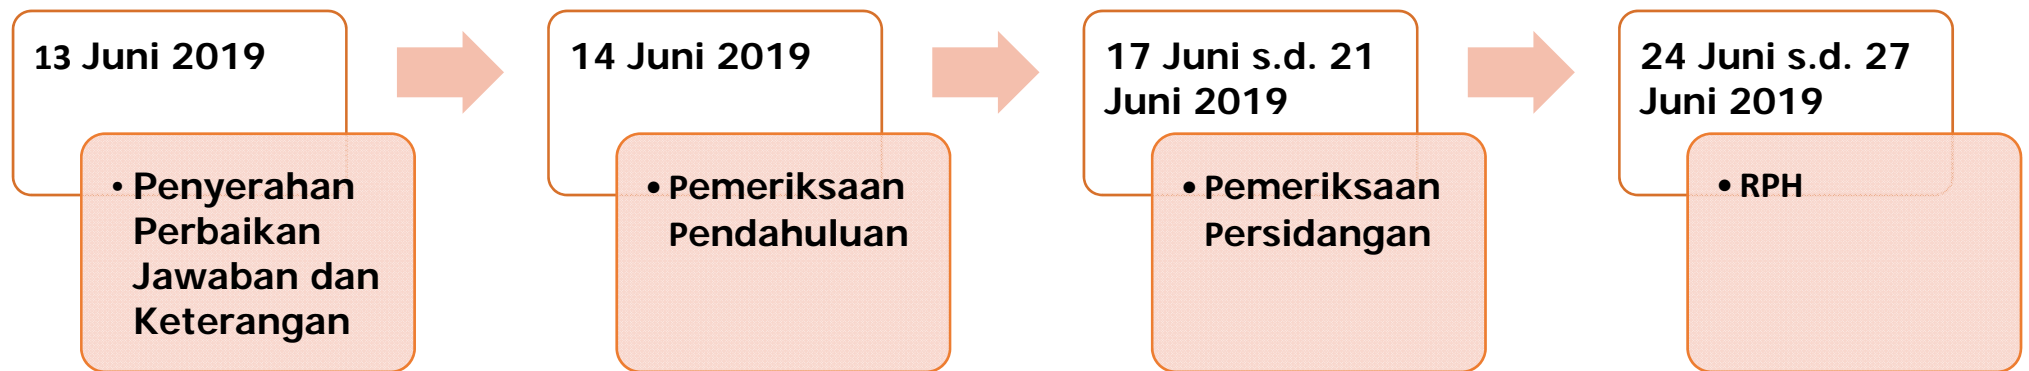 13 Juni 2019
• Penyerahan
Perbaikan
Jawaban dan
Keterangan
14 Juni 2019
• Pemeriksaan
Pendahuluan
17 Juni s.d. 21
Juni 2019
• Pemeriksaan
Persidangan
24 Juni s.d. 27
Juni 2019
• RPH